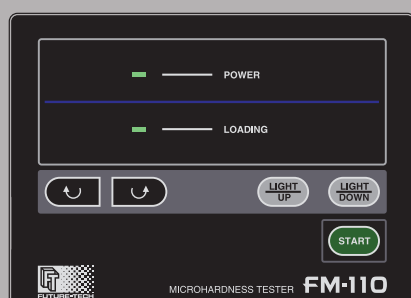 POWER
LOADING
LIGHT
UP
LIGHT
DOWN
START
FUTURE-TECH
MICROHARDNESS TESTER FM-110